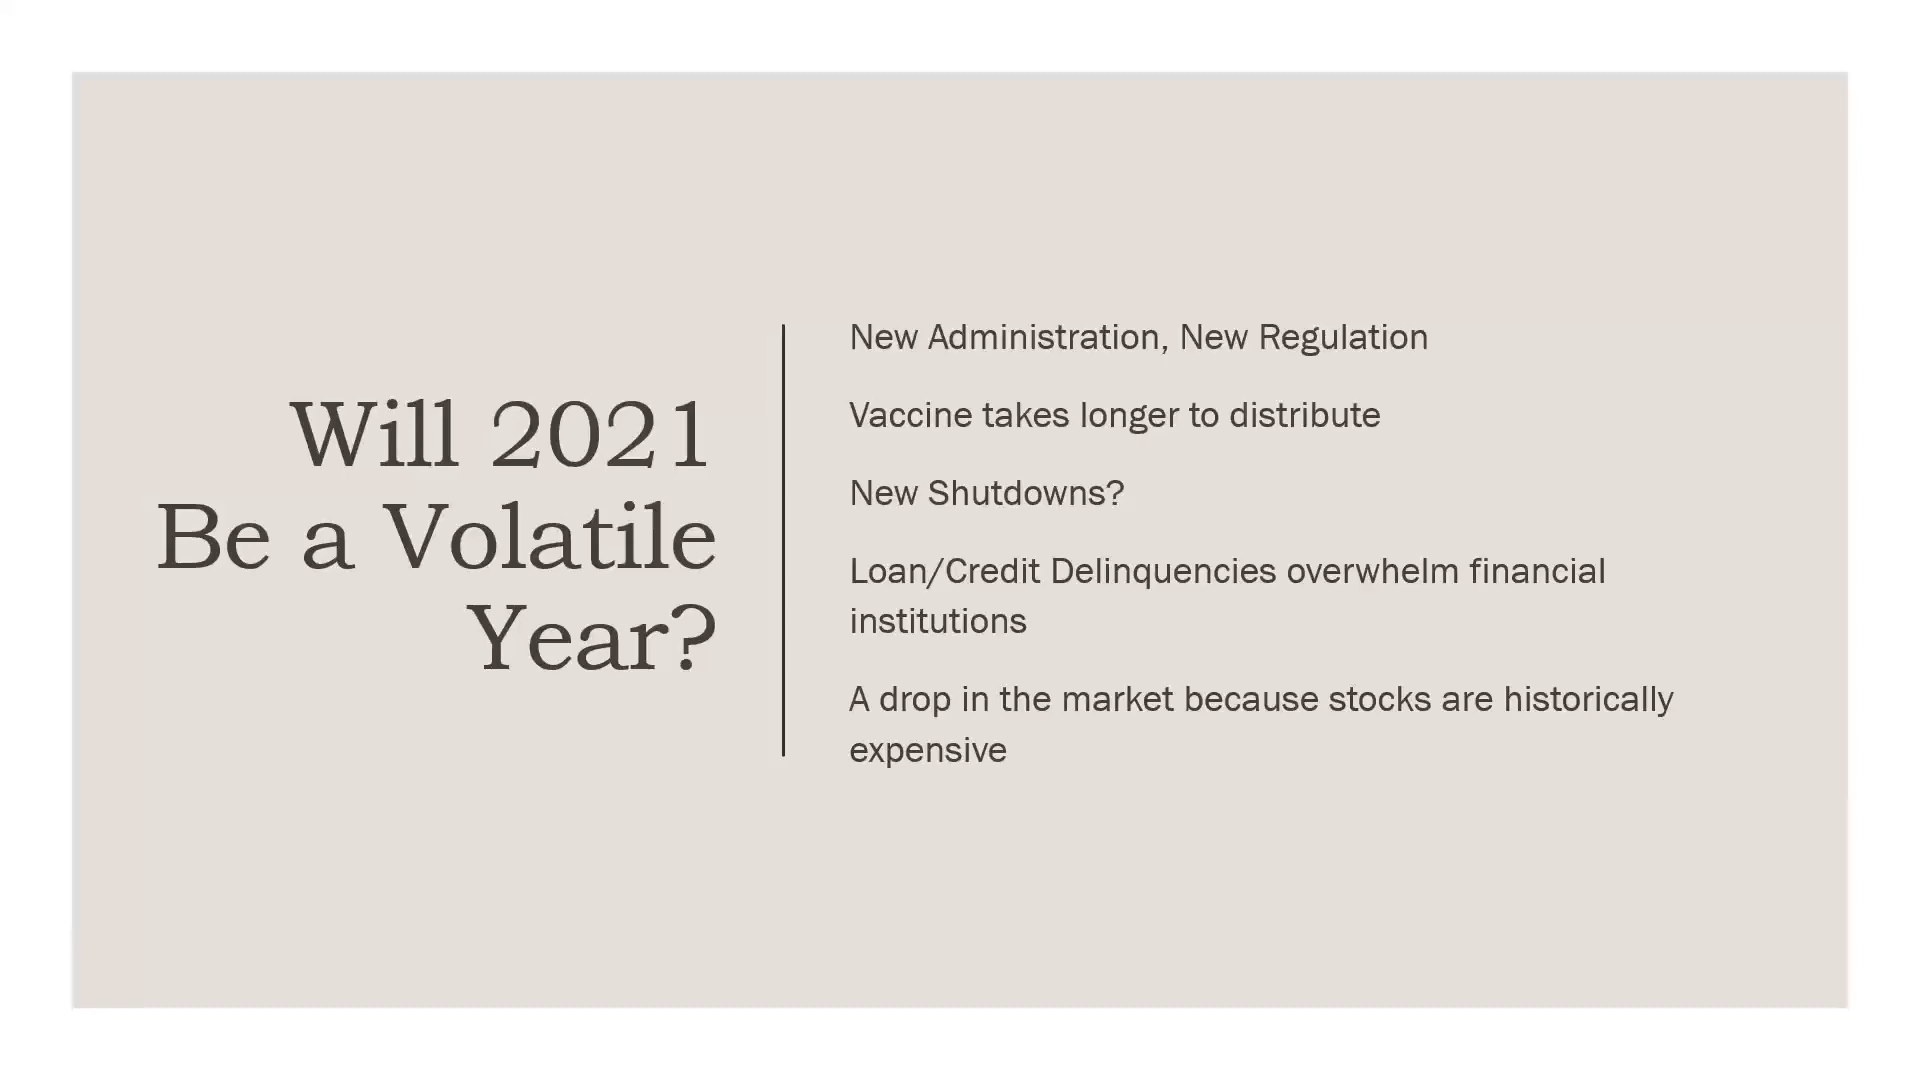 Will 2021
Be a Volatile
Year?
New Administration, New Regulation
Vaccine takes longer to distribute
New Shutdowns?
Loan/Credit Delinquencies overwhelm financial
institutions
A drop in the market because stocks are historically
expensive